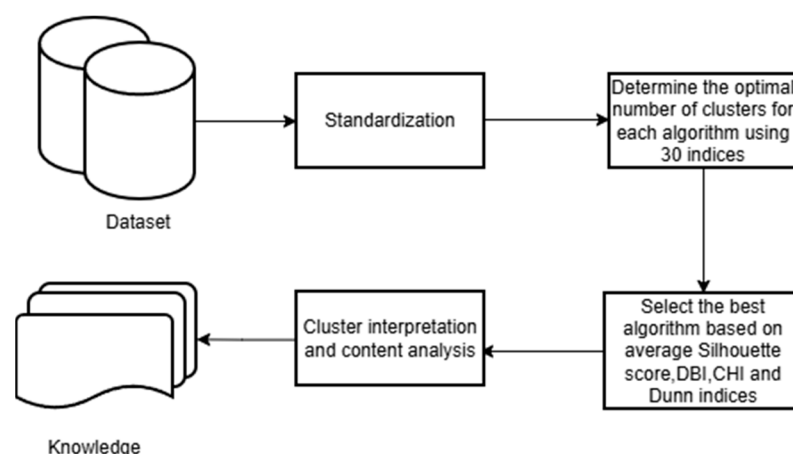 Dataset
Standardization
Determine the optimal
number of clusters for
each algorithm using
30 indices
Select the best
algorithm based on
average Silhouette
score,DBI,CHI and
Dunn indices
Cluster interpretation
and content analysis
Knowledge